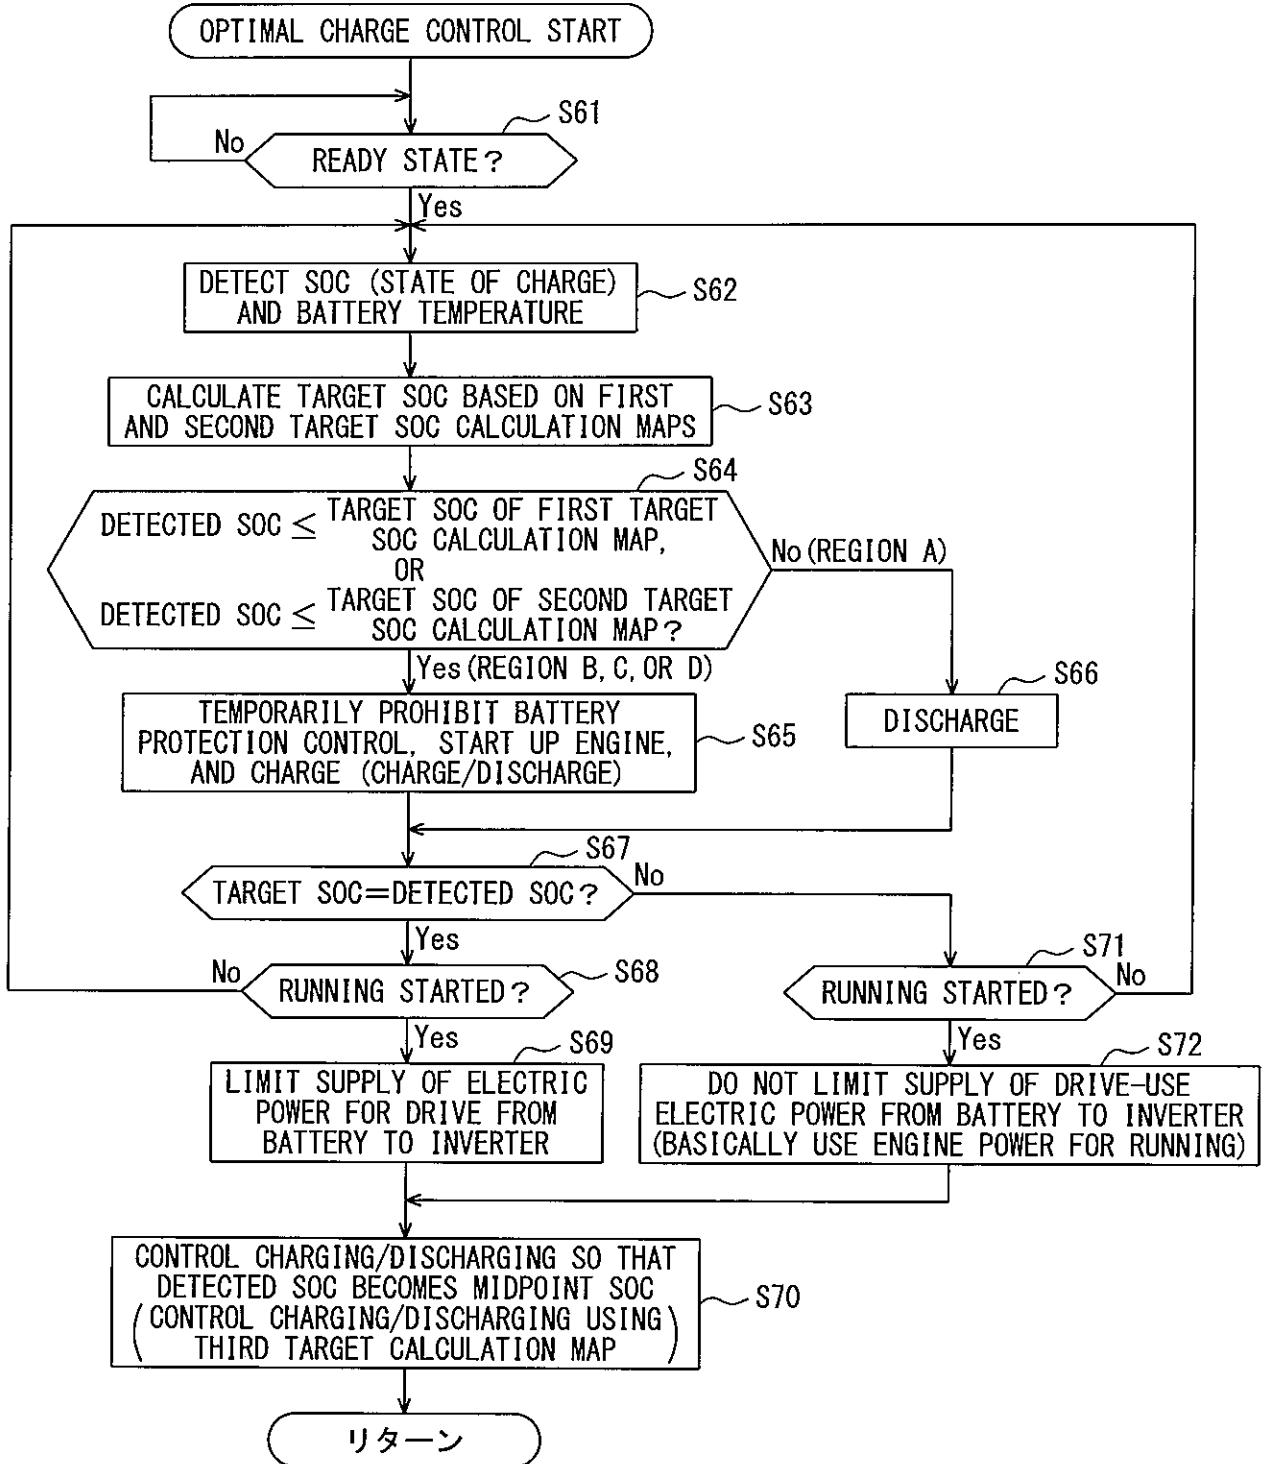 OPTIMAL CHARGE CONTROL START
S61
No
READY STATE?
Yes
DETECT SOC (STATE OF CHARGE)
AND BATTERY TEMPERATURE
S62
CALCULATE TARGET SOC BASED ON FIRST
AND SECOND TARGET SOC CALCULATION MAPS
S63
S64
DETECTED SOC ≤ TARGET SOC OF FIRST TARGET
SOC CALCULATION MAP,
OR
DETECTED SOC ≤ TARGET SOC OF SECOND TARGET
SOC CALCULATION MAP?
No (REGION A)
Yes (REGION B, C, OR D)
TEMPORARILY PROHIBIT BATTERY
PROTECTION CONTROL, START UP ENGINE,
AND CHARGE (CHARGE/DISCHARGE)
S65
S66
DISCHARGE
S67
TARGET SOC=DETECTED SOC?
No
Yes
No
RUNNING STARTED?
S68
S71
RUNNING STARTED?
No
Yes
S69
LIMIT SUPPLY OF ELECTRIC
POWER FOR DRIVE FROM
BATTERY TO INVERTER
Yes
S72
DO NOT LIMIT SUPPLY OF DRIVE-USE
ELECTRIC POWER FROM BATTERY TO INVERTER
(BASICALLY USE ENGINE POWER FOR RUNNING)
CONTROL CHARGING/DISCHARGING SO THAT
DETECTED SOC BECOMES MIDPOINT SOC
(CONTROL CHARGING/DISCHARGING USING
THIRD TARGET CALCULATION MAP)
S70
リターン